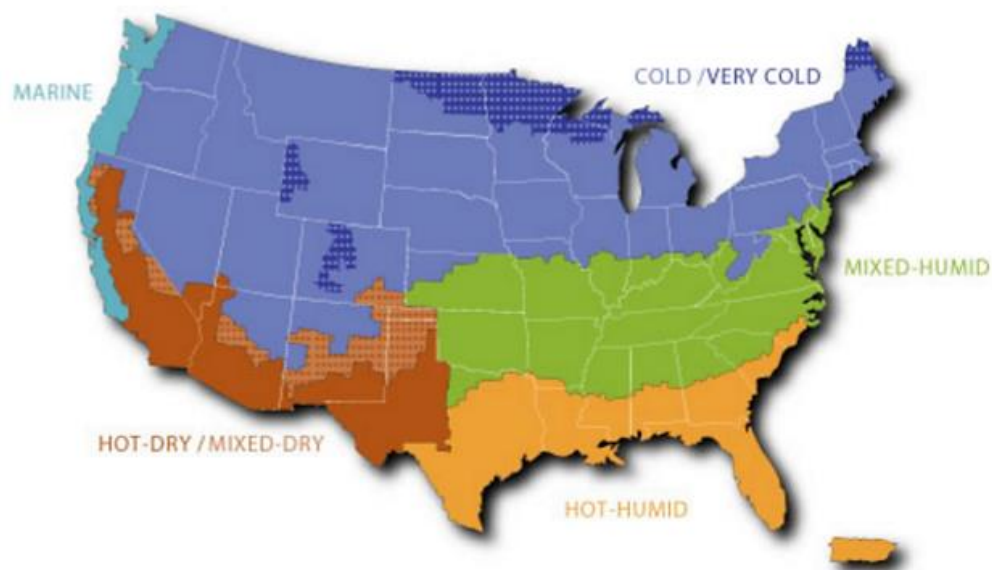 COLD /VERY COLD
MARINE
MIXED-HUMID
HOT-DRY /MIXED-DRY
HOT-HUMID